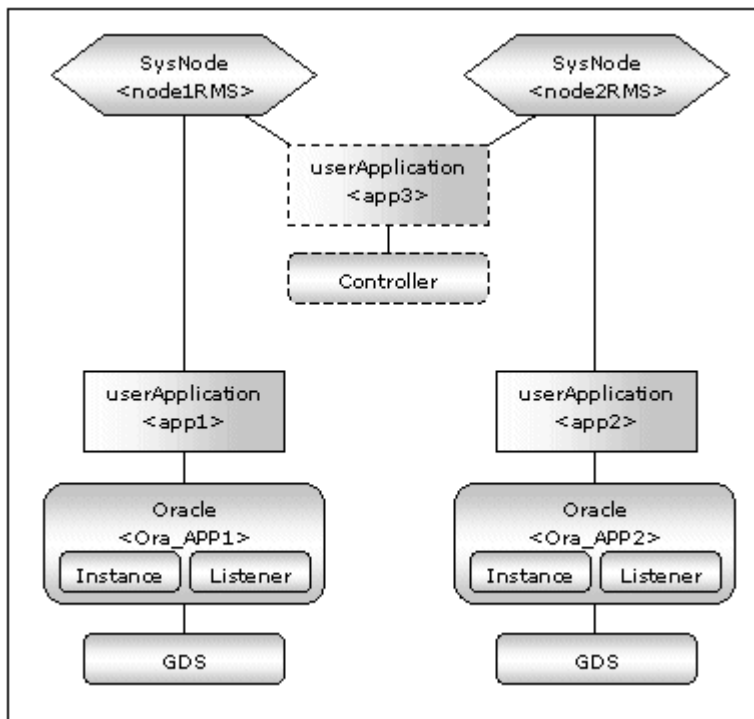 SysNode
<node1RMS>
SysNode
<node2RMS>
userApplication
<app3>
Controller
userApplication
<app1>
userApplication
<app2>
Oracle
<Ora_APP1>
Instance
Listener
Oracle
<Ora_APP2>
Instance
Listener
GDS
GDS